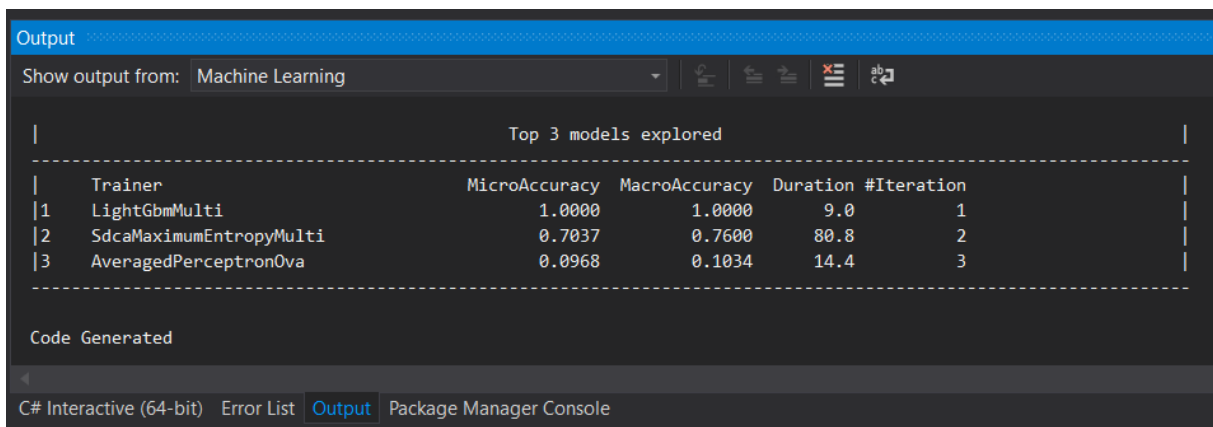 Output
Show output from: Machine Learning
| Top 3 models explored |
------------------------------------------------------------------------------------------------------------------
| Trainer MicroAccuracy MacroAccuracy Duration #Iteration |
|1 LightGbmMulti 1.0000 1.0000 9.0 1 |
|2 SdcaMaximumEntropyMulti 0.7037 0.7600 80.8 2 |
|3 AveragedPerceptronOva 0.0968 0.1034 14.4 3 |
------------------------------------------------------------------------------------------------------------------
Code Generated
C# Interactive (64-bit) Error List Output Package Manager Console